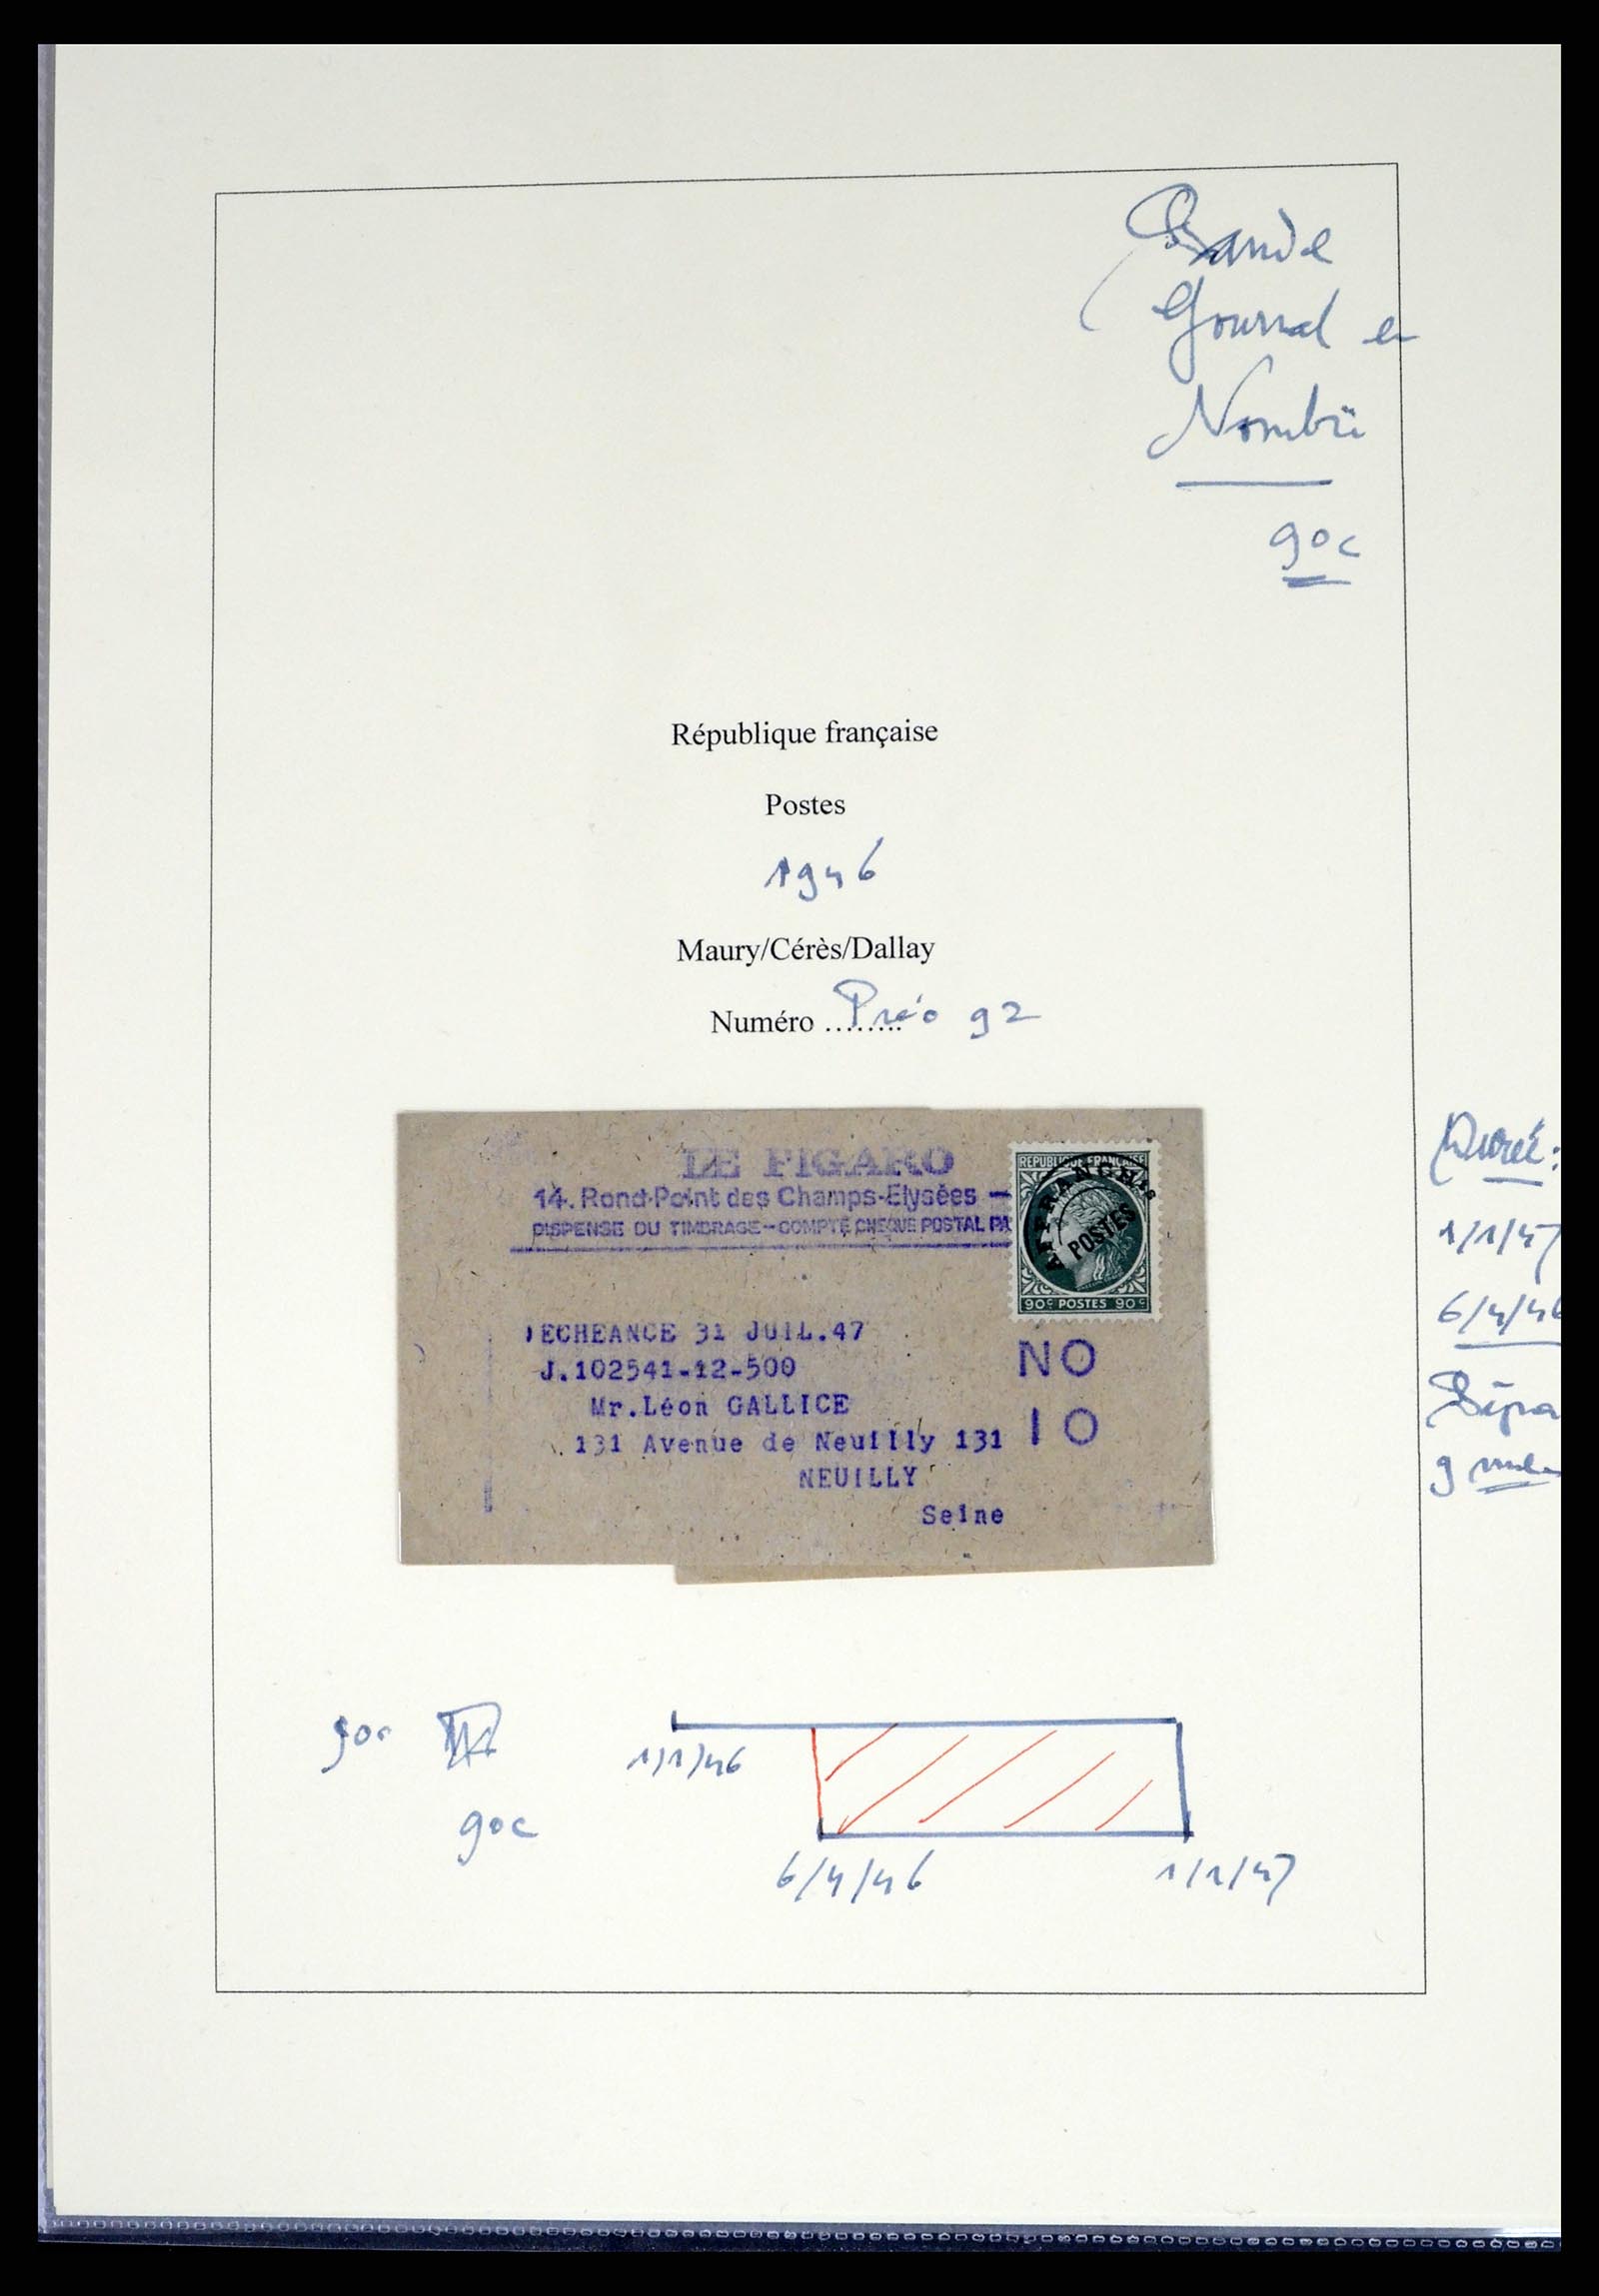 Bande
Journal en
Nombre
90c
République française
Postes
1946
Maury/Cérès/Dallay
Numéro ........ Préo 92
LE FIGARO
14. Rond-Point des Champs-Elysées —
DISPENSE DU TIMBRAGE - COMPTE CHEQUE POSTAL PA
REPUBLIQUE FRANÇAISE
AFFRANCHts
POSTES
90c POSTES 90c
ECHEANCE 31 JUIL.47
J.102541-12-500
Mr.Léon GALLICE
131 Avenue de Neuilly 131
NEUILLY
Seine
NO
10
Durée:
1/1/47
6/4/46
9
90c
1/1/46
90c
6/4/46
1/1/47